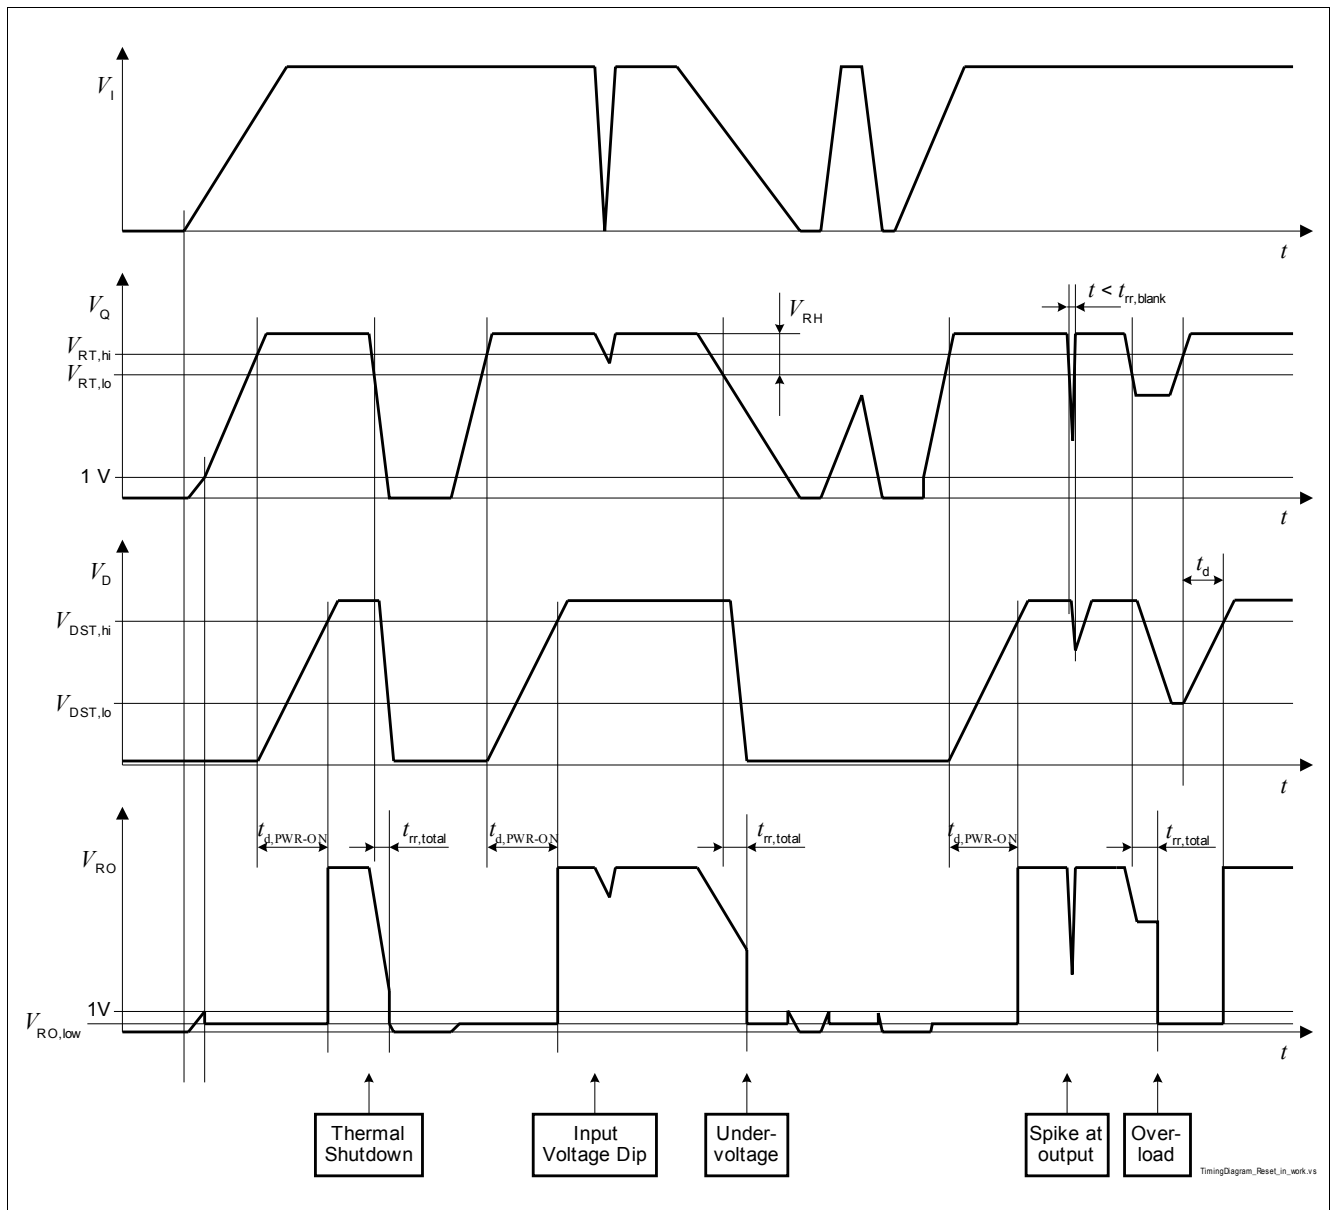 V_I
t
V_Q
t < t_rr,blank
V_RH
V_RT,hi
V_RT,lo
1 V
t
V_D
t_d
V_DST,hi
V_DST,lo
t
t_d,PWR-ON
t_rr,total
t_d,PWR-ON
t_rr,total
t_d,PWR-ON
t_rr,total
V_RO
1V
V_RO,low
t
Thermal
Shutdown
Input
Voltage Dip
Under-
voltage
Spike at
output
Over-
load
TimingDiagram_Reset_in_work.vs